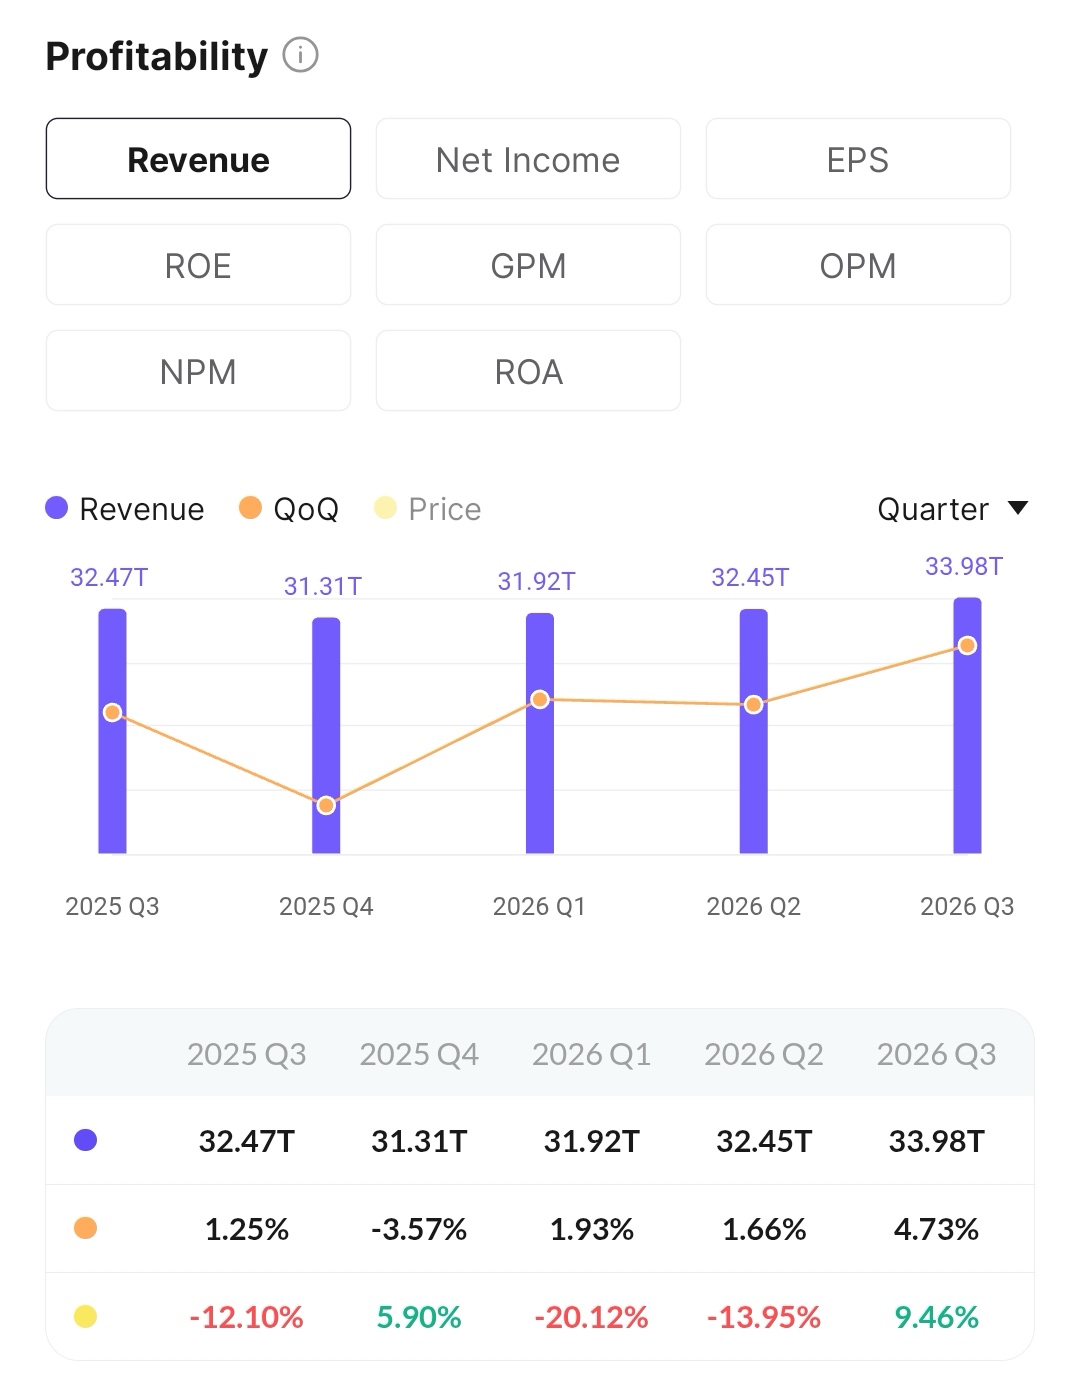 Profitability
Revenue Net Income EPS
ROE GPM OPM
NPM ROA
Revenue QoQ Price Quarter
32.47T 31.31T 31.92T 32.45T 33.98T
2025 Q3 2025 Q4 2026 Q1 2026 Q2 2026 Q3
2025 Q3 2025 Q4 2026 Q1 2026 Q2 2026 Q3
32.47T 31.31T 31.92T 32.45T 33.98T
1.25% -3.57% 1.93% 1.66% 4.73%
-12.10% 5.90% -20.12% -13.95% 9.46%